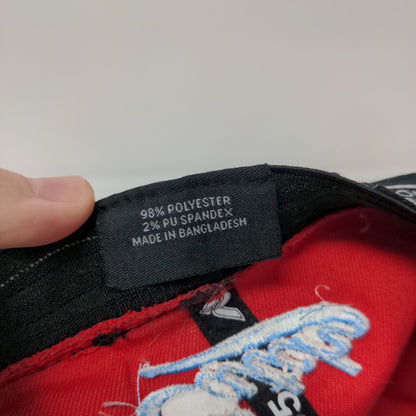 98% POLYESTER
2% PU SPANDEX
MADE IN BANGLADESH